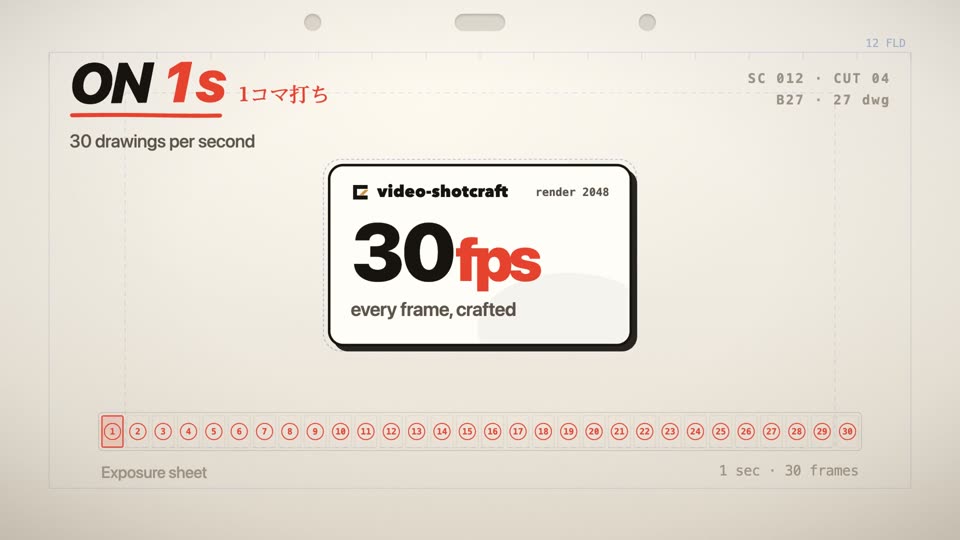 12 FLD
ON 1s 1コマ打ち
SC 012 · CUT 04
B27 · 27 dwg
30 drawings per second
video-shotcraft render 2048
30fps
every frame, crafted
1 2 3 4 5 6 7 8 9 10 11 12 13 14 15 16 17 18 19 20 21 22 23 24 25 26 27 28 29 30
Exposure sheet
1 sec · 30 frames